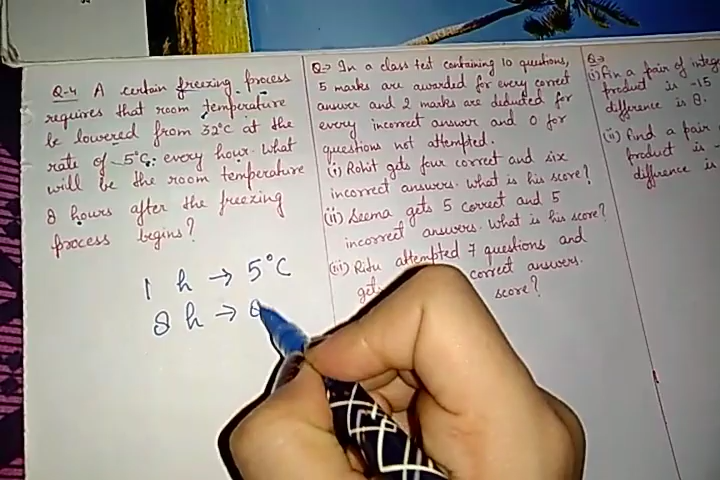 Q-4 A certain freezing process
requires that room temperature
be lowered from 32°C at the
rate of 5°C. every hour. What
will be the room temperature
8 hours after the freezing
process begins?
1 h → 5°C
8 h → 8
Q-5 In a class test containing 10 questions,
5 marks are awarded for every correct
answer and 2 marks are deducted for
every incorrect answer and 0 for
questions not attempted.
(i) Rohit gets four correct and six
incorrect answers. What is his score?
(ii) Seema gets 5 correct and 5
incorrect answers. What is his score?
(iii) Ritu attempted 7 questions and
correct answers.
score?
a pair of
product is -15
difference is 8.
(ii) Find a pair
product is
difference is